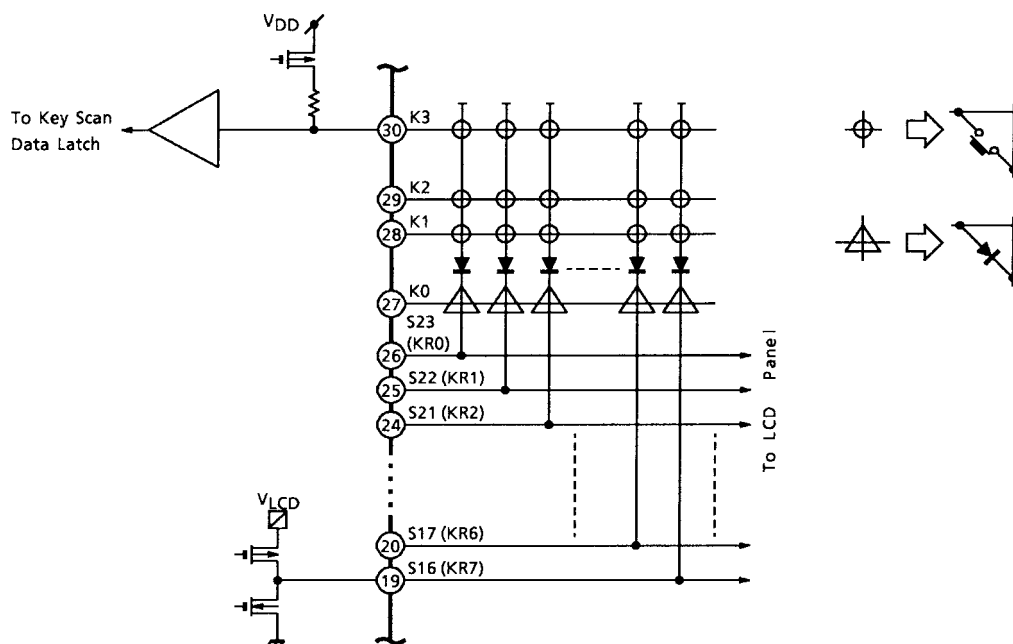 VDD
To Key Scan
Data Latch
30 K3
29 K2
28 K1
27 K0
S23
26 (KR0)
25 S22 (KR1)
24 S21 (KR2)
To LCD Panel
VLCD
20 S17 (KR6)
19 S16 (KR7)